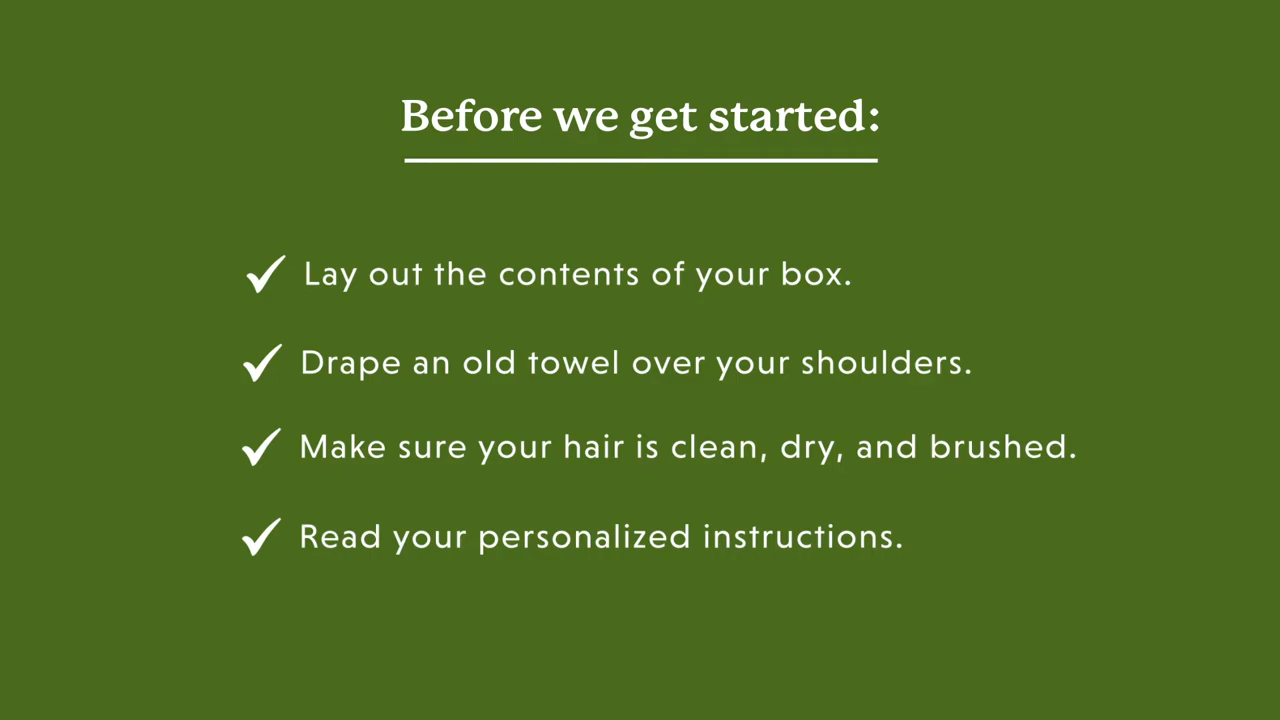 Before we get started:
Lay out the contents of your box.
Drape an old towel over your shoulders.
Make sure your hair is clean, dry, and brushed.
Read your personalized instructions.